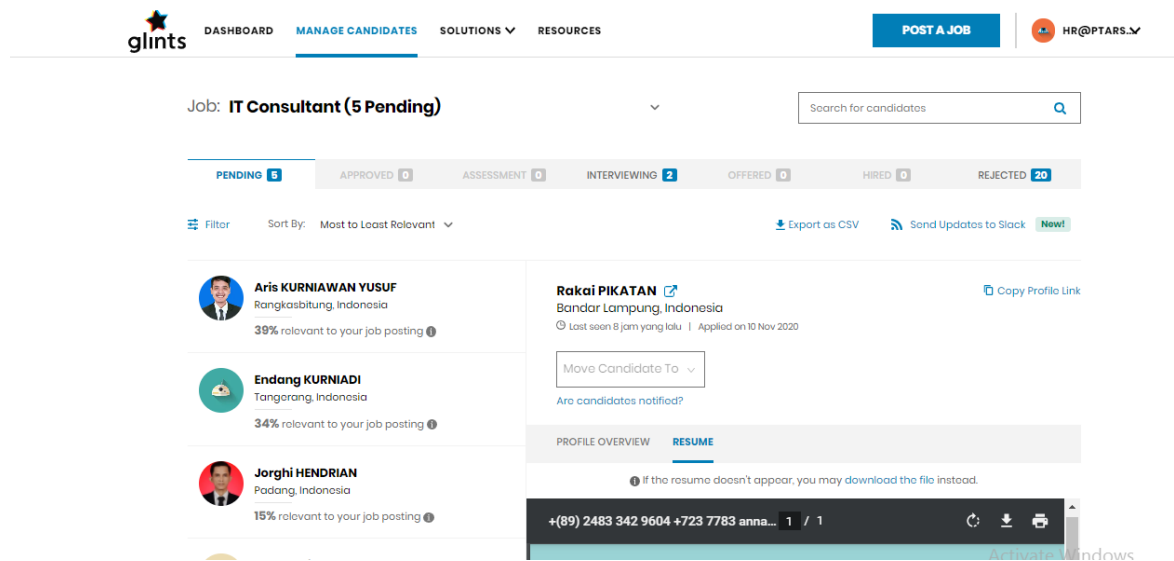 glints DASHBOARD MANAGE CANDIDATES SOLUTIONS RESOURCES POST A JOB HR@PTARS...
Job: IT Consultant (5 Pending) Search for candidates
PENDING 5 APPROVED 0 ASSESSMENT 0 INTERVIEWING 2 OFFERED 0 HIRED 0 REJECTED 20
Filter Sort By: Most to Least Relevant Export as CSV Send Updates to Slack New!
Aris KURNIAWAN YUSUF
Rangkasbitung, Indonesia
39% relevant to your job posting
Endang KURNIADI
Tangerang, Indonesia
34% relevant to your job posting
Jorghi HENDRIAN
Padang, Indonesia
15% relevant to your job posting
Rakai PIKATAN Copy Profile Link
Bandar Lampung, Indonesia
Last seen 8 jam yang lalu | Applied on 10 Nov 2020
Move Candidate To
Are candidates notified?
PROFILE OVERVIEW RESUME
If the resume doesn't appear, you may download the file instead.
+(89) 2483 342 9604 +723 7783 anna... 1 / 1
Activate Windows